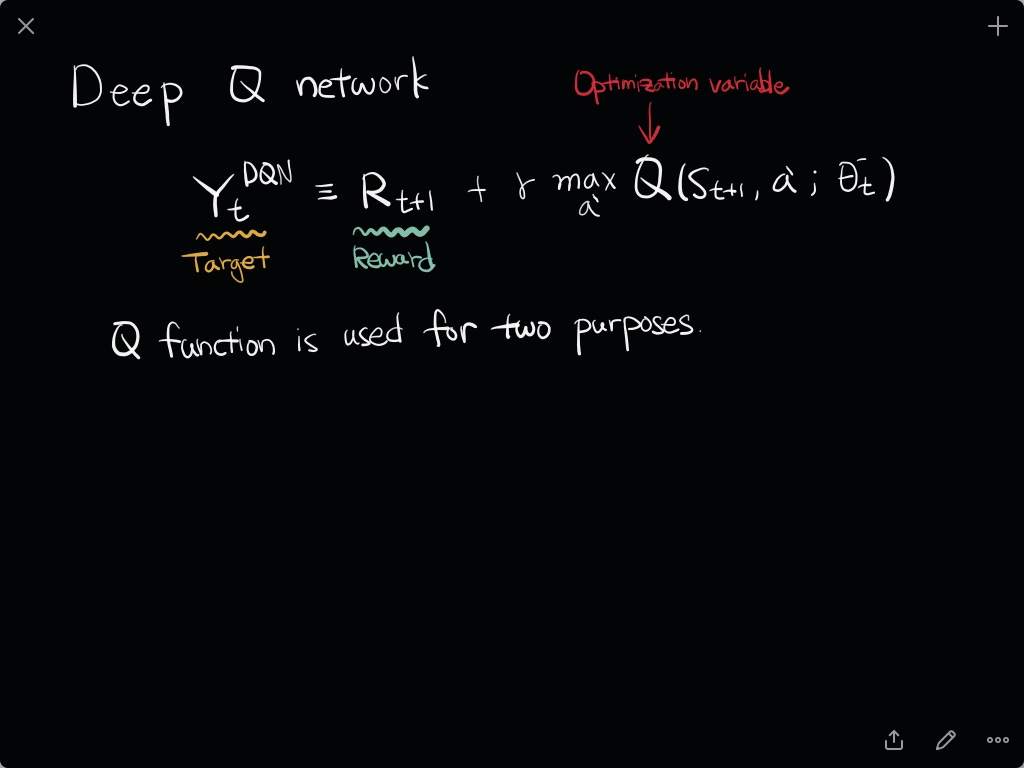 Deep Q network
Optimization variable
Y_t^DQN ≡ R_t+1 + γ max_a' Q(S_t+1, a'; θ_t^-)
Target
Reward
Q function is used for two purposes.